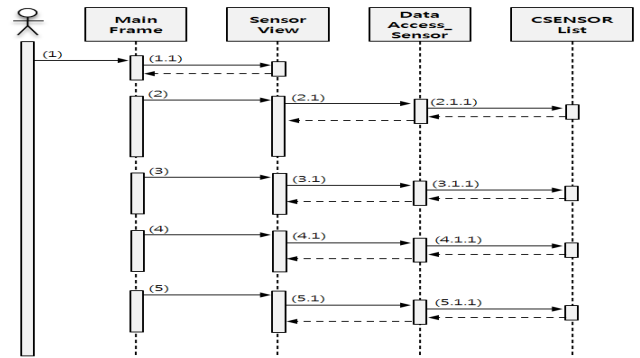 Main
Frame
Sensor
View
Data
Access_
Sensor
CSENSOR
List
(1)
(1.1)
(2)
(2.1)
(2.1.1)
(3)
(3.1)
(3.1.1)
(4)
(4.1)
(4.1.1)
(5)
(5.1)
(5.1.1)